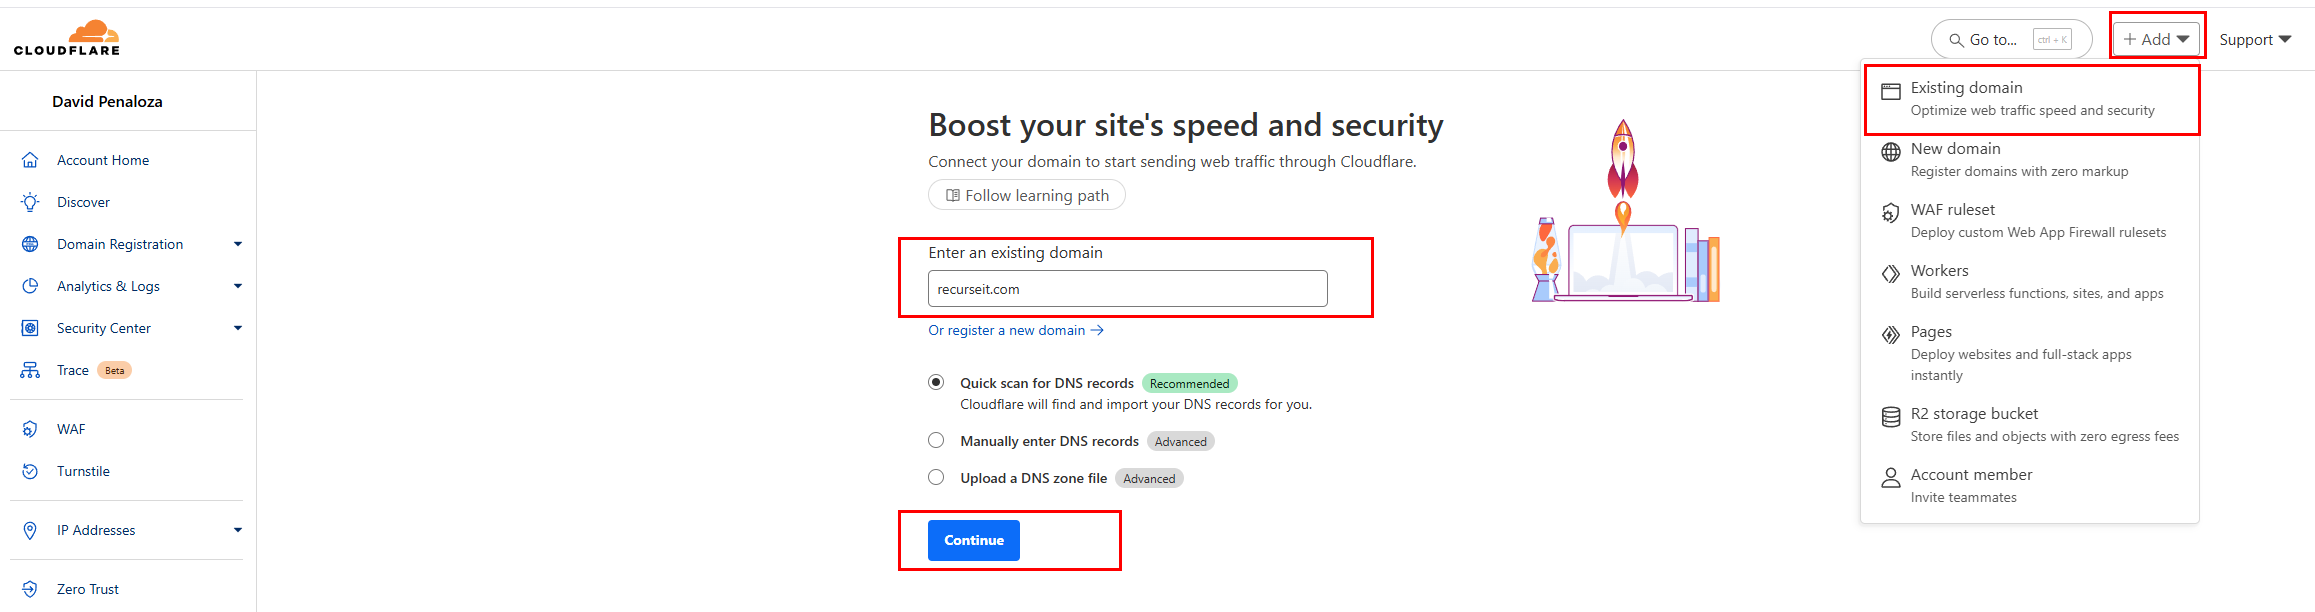 CLOUDFLARE
Go to...
ctrl + K
+ Add
Support
David Penaloza
Account Home
Discover
Domain Registration
Analytics & Logs
Security Center
Trace Beta
WAF
Turnstile
IP Addresses
Zero Trust
Boost your site's speed and security
Connect your domain to start sending web traffic through Cloudflare.
Follow learning path
Enter an existing domain
recurseit.com
Or register a new domain →
Quick scan for DNS records Recommended
Cloudflare will find and import your DNS records for you.
Manually enter DNS records Advanced
Upload a DNS zone file Advanced
Continue
Existing domain
Optimize web traffic speed and security
New domain
Register domains with zero markup
WAF ruleset
Deploy custom Web App Firewall rulesets
Workers
Build serverless functions, sites, and apps
Pages
Deploy websites and full-stack apps
instantly
R2 storage bucket
Store files and objects with zero egress fees
Account member
Invite teammates